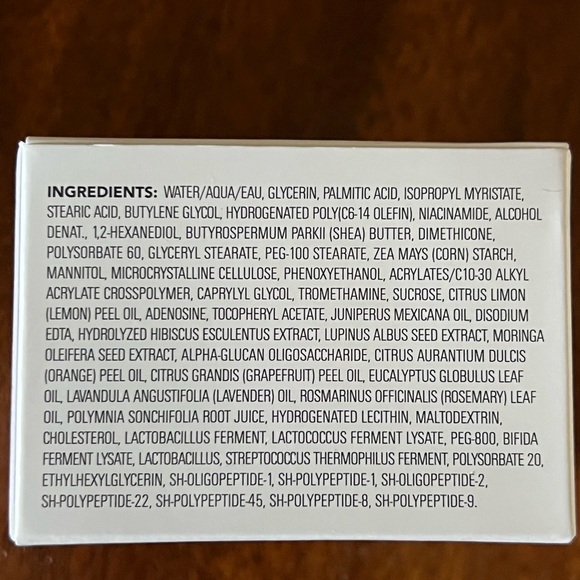 INGREDIENTS: WATER/AQUA/EAU, GLYCERIN, PALMITIC ACID, ISOPROPYL MYRISTATE,
STEARIC ACID, BUTYLENE GLYCOL, HYDROGENATED POLY(C6-14 OLEFIN), NIACINAMIDE, ALCOHOL
DENAT., 1,2-HEXANEDIOL, BUTYROSPERMUM PARKII (SHEA) BUTTER, DIMETHICONE,
POLYSORBATE 60, GLYCERYL STEARATE, PEG-100 STEARATE, ZEA MAYS (CORN) STARCH,
MANNITOL, MICROCRYSTALLINE CELLULOSE, PHENOXYETHANOL, ACRYLATES/C10-30 ALKYL
ACRYLATE CROSSPOLYMER, CAPRYLYL GLYCOL, TROMETHAMINE, SUCROSE, CITRUS LIMON
(LEMON) PEEL OIL, ADENOSINE, TOCOPHERYL ACETATE, JUNIPERUS MEXICANA OIL, DISODIUM
EDTA, HYDROLYZED HIBISCUS ESCULENTUS EXTRACT, LUPINUS ALBUS SEED EXTRACT, MORINGA
OLEIFERA SEED EXTRACT, ALPHA-GLUCAN OLIGOSACCHARIDE, CITRUS AURANTIUM DULCIS
(ORANGE) PEEL OIL, CITRUS GRANDIS (GRAPEFRUIT) PEEL OIL, EUCALYPTUS GLOBULUS LEAF
OIL, LAVANDULA ANGUSTIFOLIA (LAVENDER) OIL, ROSMARINUS OFFICINALIS (ROSEMARY) LEAF
OIL, POLYMNIA SONCHIFOLIA ROOT JUICE, HYDROGENATED LECITHIN, MALTODEXTRIN,
CHOLESTEROL, LACTOBACILLUS FERMENT, LACTOCOCCUS FERMENT LYSATE, PEG-800, BIFIDA
FERMENT LYSATE, LACTOBACILLUS, STREPTOCOCCUS THERMOPHILUS FERMENT, POLYSORBATE 20,
ETHYLHEXYLGLYCERIN, SH-OLIGOPEPTIDE-1, SH-POLYPEPTIDE-1, SH-OLIGOPEPTIDE-2,
SH-POLYPEPTIDE-22, SH-POLYPEPTIDE-45, SH-POLYPEPTIDE-8, SH-POLYPEPTIDE-9.